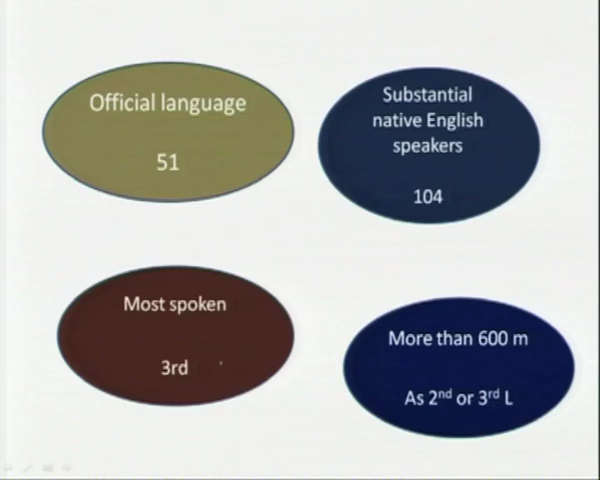 Official language
51
Substantial
native English
speakers
104
Most spoken
3rd
More than 600 m
As 2nd or 3rd L